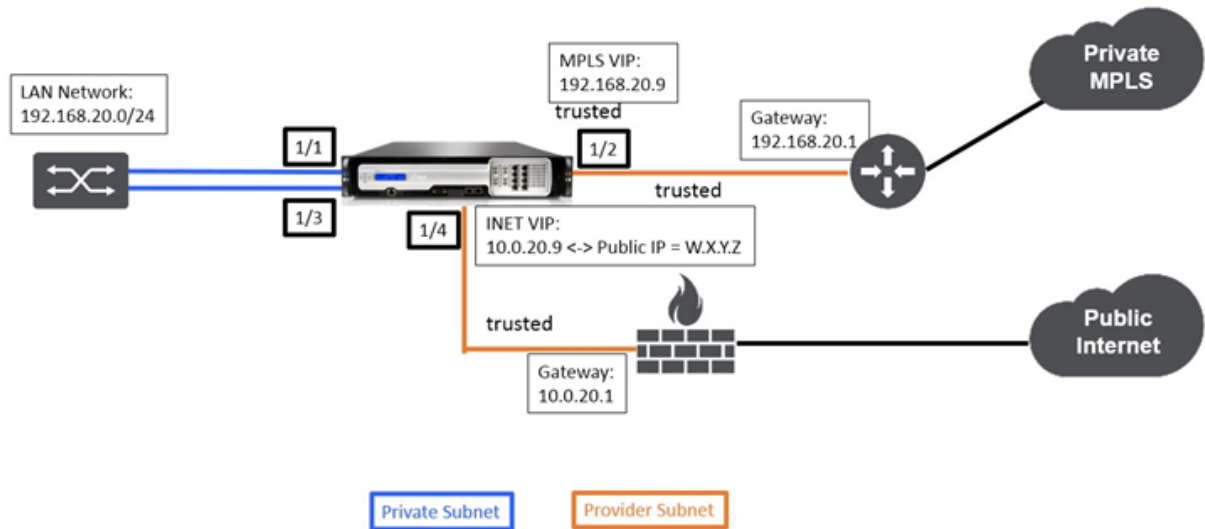 Private
MPLS
MPLS VIP:
192.168.20.9
LAN Network:
192.168.20.0/24
trusted
Gateway:
192.168.20.1
1/1
1/2
trusted
1/3
1/4
INET VIP:
10.0.20.9 <-> Public IP = W.X.Y.Z
trusted
Public
Internet
Gateway:
10.0.20.1
Private Subnet
Provider Subnet